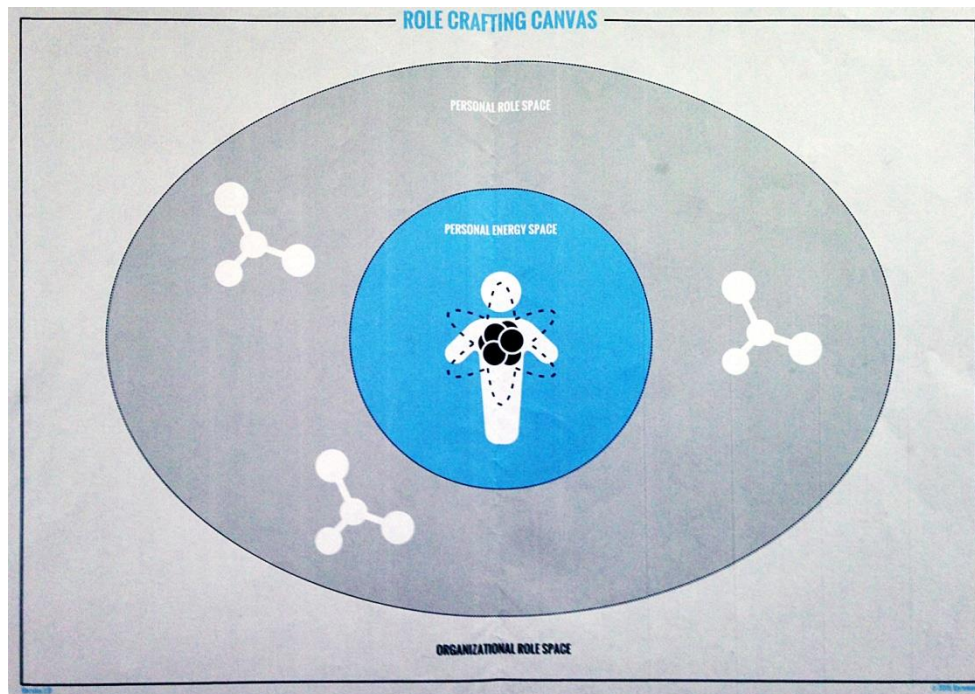 ROLE CRAFTING CANVAS
PERSONAL ROLE SPACE
PERSONAL ENERGY SPACE
ORGANIZATIONAL ROLE SPACE